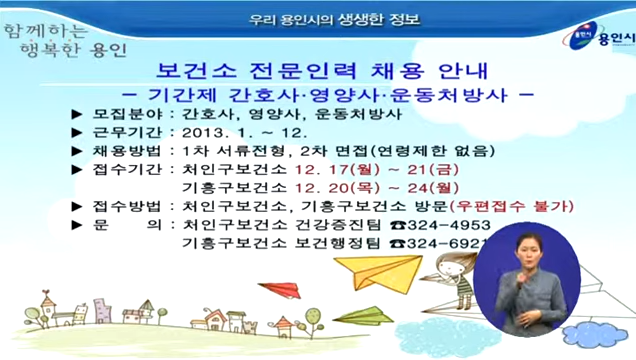 우리 용인시의 생생한 정보
함께하는
행복한 용인
용인시
용인시
보건소 전문인력 채용 안내
- 기간제 간호사·영양사·운동처방사 -
▶ 모집분야 : 간호사, 영양사, 운동처방사
▶ 근무기간 : 2013. 1. ~ 12.
▶ 채용방법 : 1차 서류전형, 2차 면접(연령제한 없음)
▶ 접수기간 : 처인구보건소 12. 17(월) ~ 21(금)
기흥구보건소 12. 20(목) ~ 24(월)
▶ 접수방법 : 처인구보건소, 기흥구보건소 방문(우편접수 불가)
▶ 문 의 : 처인구보건소 건강증진팀 ☎324-4953
기흥구보건소 보건행정팀 ☎324-6921